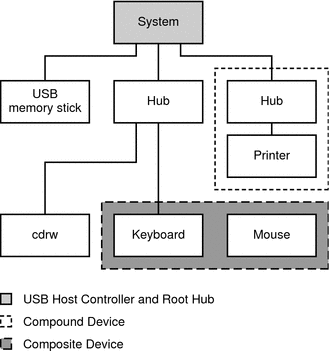 System
USB
memory stick
Hub
Hub
Printer
cdrw
Keyboard
Mouse
USB Host Controller and Root Hub
Compound Device
Composite Device